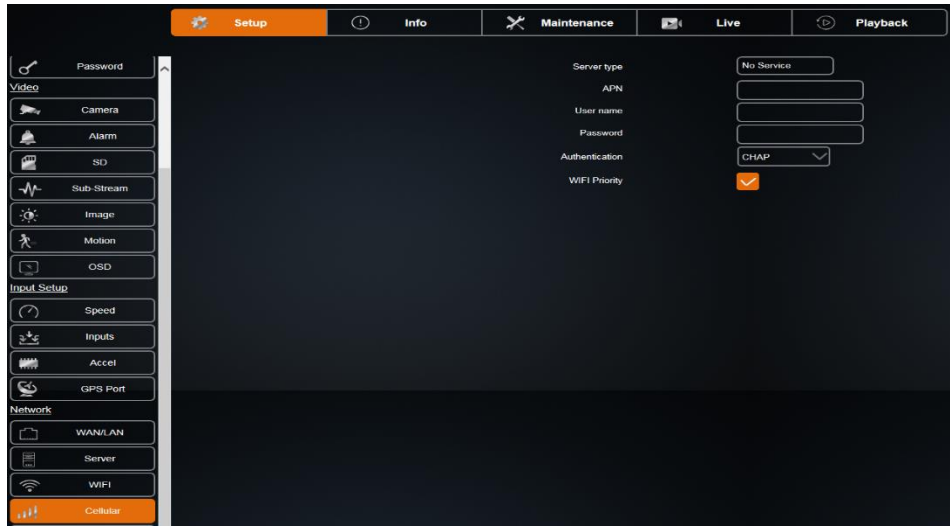 Setup
Info
Maintenance
Live
Playback
Password
Video
Camera
Alarm
SD
Sub-Stream
Image
Motion
OSD
Input Setup
Speed
Inputs
Accel
GPS Port
Network
WAN/LAN
Server
WIFI
Cellular
Server type No Service
APN
User name
Password
Authentication CHAP
WIFI Priority